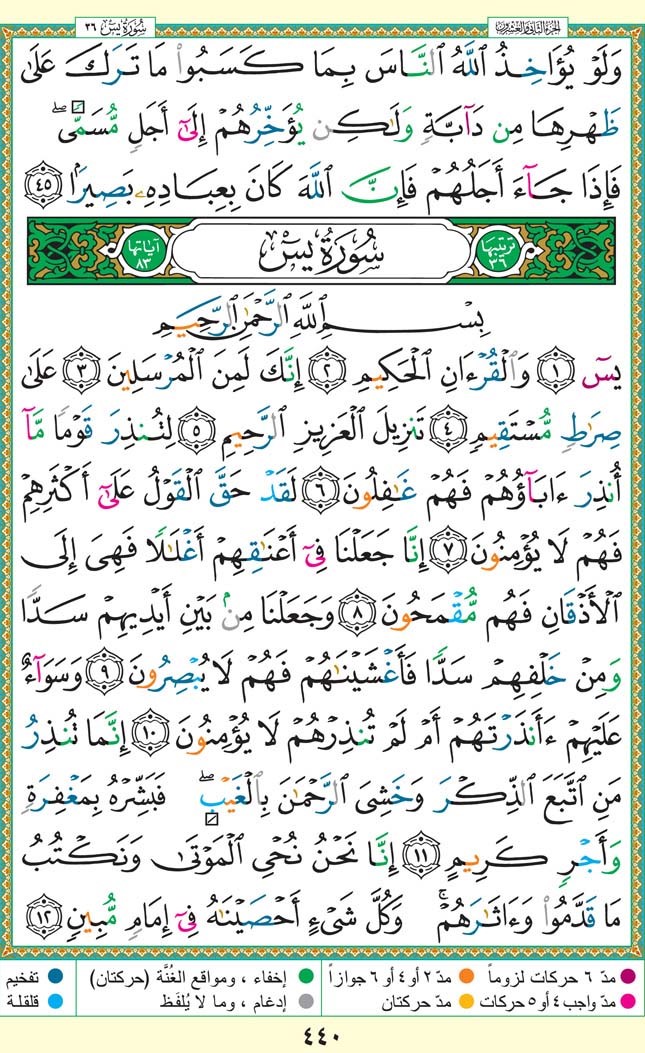 الجزء الثاني والعشرون
سُورَةُ يسٓ ٣٦
وَلَوْ يُؤَاخِذُ ٱللَّهُ ٱلنَّاسَ بِمَا كَسَبُوا۟ مَا تَرَكَ عَلَىٰ
ظَهْرِهَا مِن دَآبَّةٍ وَلَـٰكِن يُؤَخِّرُهُمْ إِلَىٰٓ أَجَلٍ مُّسَمًّى ۖ
فَإِذَا جَآءَ أَجَلُهُمْ فَإِنَّ ٱللَّهَ كَانَ بِعِبَادِهِۦ بَصِيرًۢا ٤٥
ترتيبها ٣٦
سُورَةُ يسٓ
آياتها ٨٣
بِسْمِ ٱللَّهِ ٱلرَّحْمَـٰنِ ٱلرَّحِيمِ
يسٓ ١ وَٱلْقُرْءَانِ ٱلْحَكِيمِ ٢ إِنَّكَ لَمِنَ ٱلْمُرْسَلِينَ ٣ عَلَىٰ
صِرَٰطٍ مُّسْتَقِيمٍ ٤ تَنزِيلَ ٱلْعَزِيزِ ٱلرَّحِيمِ ٥ لِتُنذِرَ قَوْمًا مَّآ
أُنذِرَ ءَابَآؤُهُمْ فَهُمْ غَـٰفِلُونَ ٦ لَقَدْ حَقَّ ٱلْقَوْلُ عَلَىٰٓ أَكْثَرِهِمْ
فَهُمْ لَا يُؤْمِنُونَ ٧ إِنَّا جَعَلْنَا فِىٓ أَعْنَـٰقِهِمْ أَغْلَـٰلًا فَهِىَ إِلَى
ٱلْأَذْقَانِ فَهُم مُّقْمَحُونَ ٨ وَجَعَلْنَا مِنۢ بَيْنِ أَيْدِيهِمْ سَدًّا
وَمِنْ خَلْفِهِمْ سَدًّا فَأَغْشَيْنَـٰهُمْ فَهُمْ لَا يُبْصِرُونَ ٩ وَسَوَآءٌ
عَلَيْهِمْ ءَأَنذَرْتَهُمْ أَمْ لَمْ تُنذِرْهُمْ لَا يُؤْمِنُونَ ١٠ إِنَّمَا تُنذِرُ
مَنِ ٱتَّبَعَ ٱلذِّكْرَ وَخَشِىَ ٱلرَّحْمَـٰنَ بِٱلْغَيْبِ ۖ فَبَشِّرْهُ بِمَغْفِرَةٍ
وَأَجْرٍ كَرِيمٍ ١١ إِنَّا نَحْنُ نُحْىِ ٱلْمَوْتَىٰ وَنَكْتُبُ
مَا قَدَّمُوا۟ وَءَاثَـٰرَهُمْ ۚ وَكُلَّ شَىْءٍ أَحْصَيْنَـٰهُ فِىٓ إِمَامٍ مُّبِينٍ ١٢
مدّ ٦ حركات لزوماً مدّ ٢ أو ٤ أو ٦ جوازاً إخفاء ، ومواقع الغُنَّة (حركتان) تفخيم
مدّ واجب ٤ أو ٥ حركات مدّ حركتان إدغام ، وما لا يُلفَظ قلقلة
٤٤٠